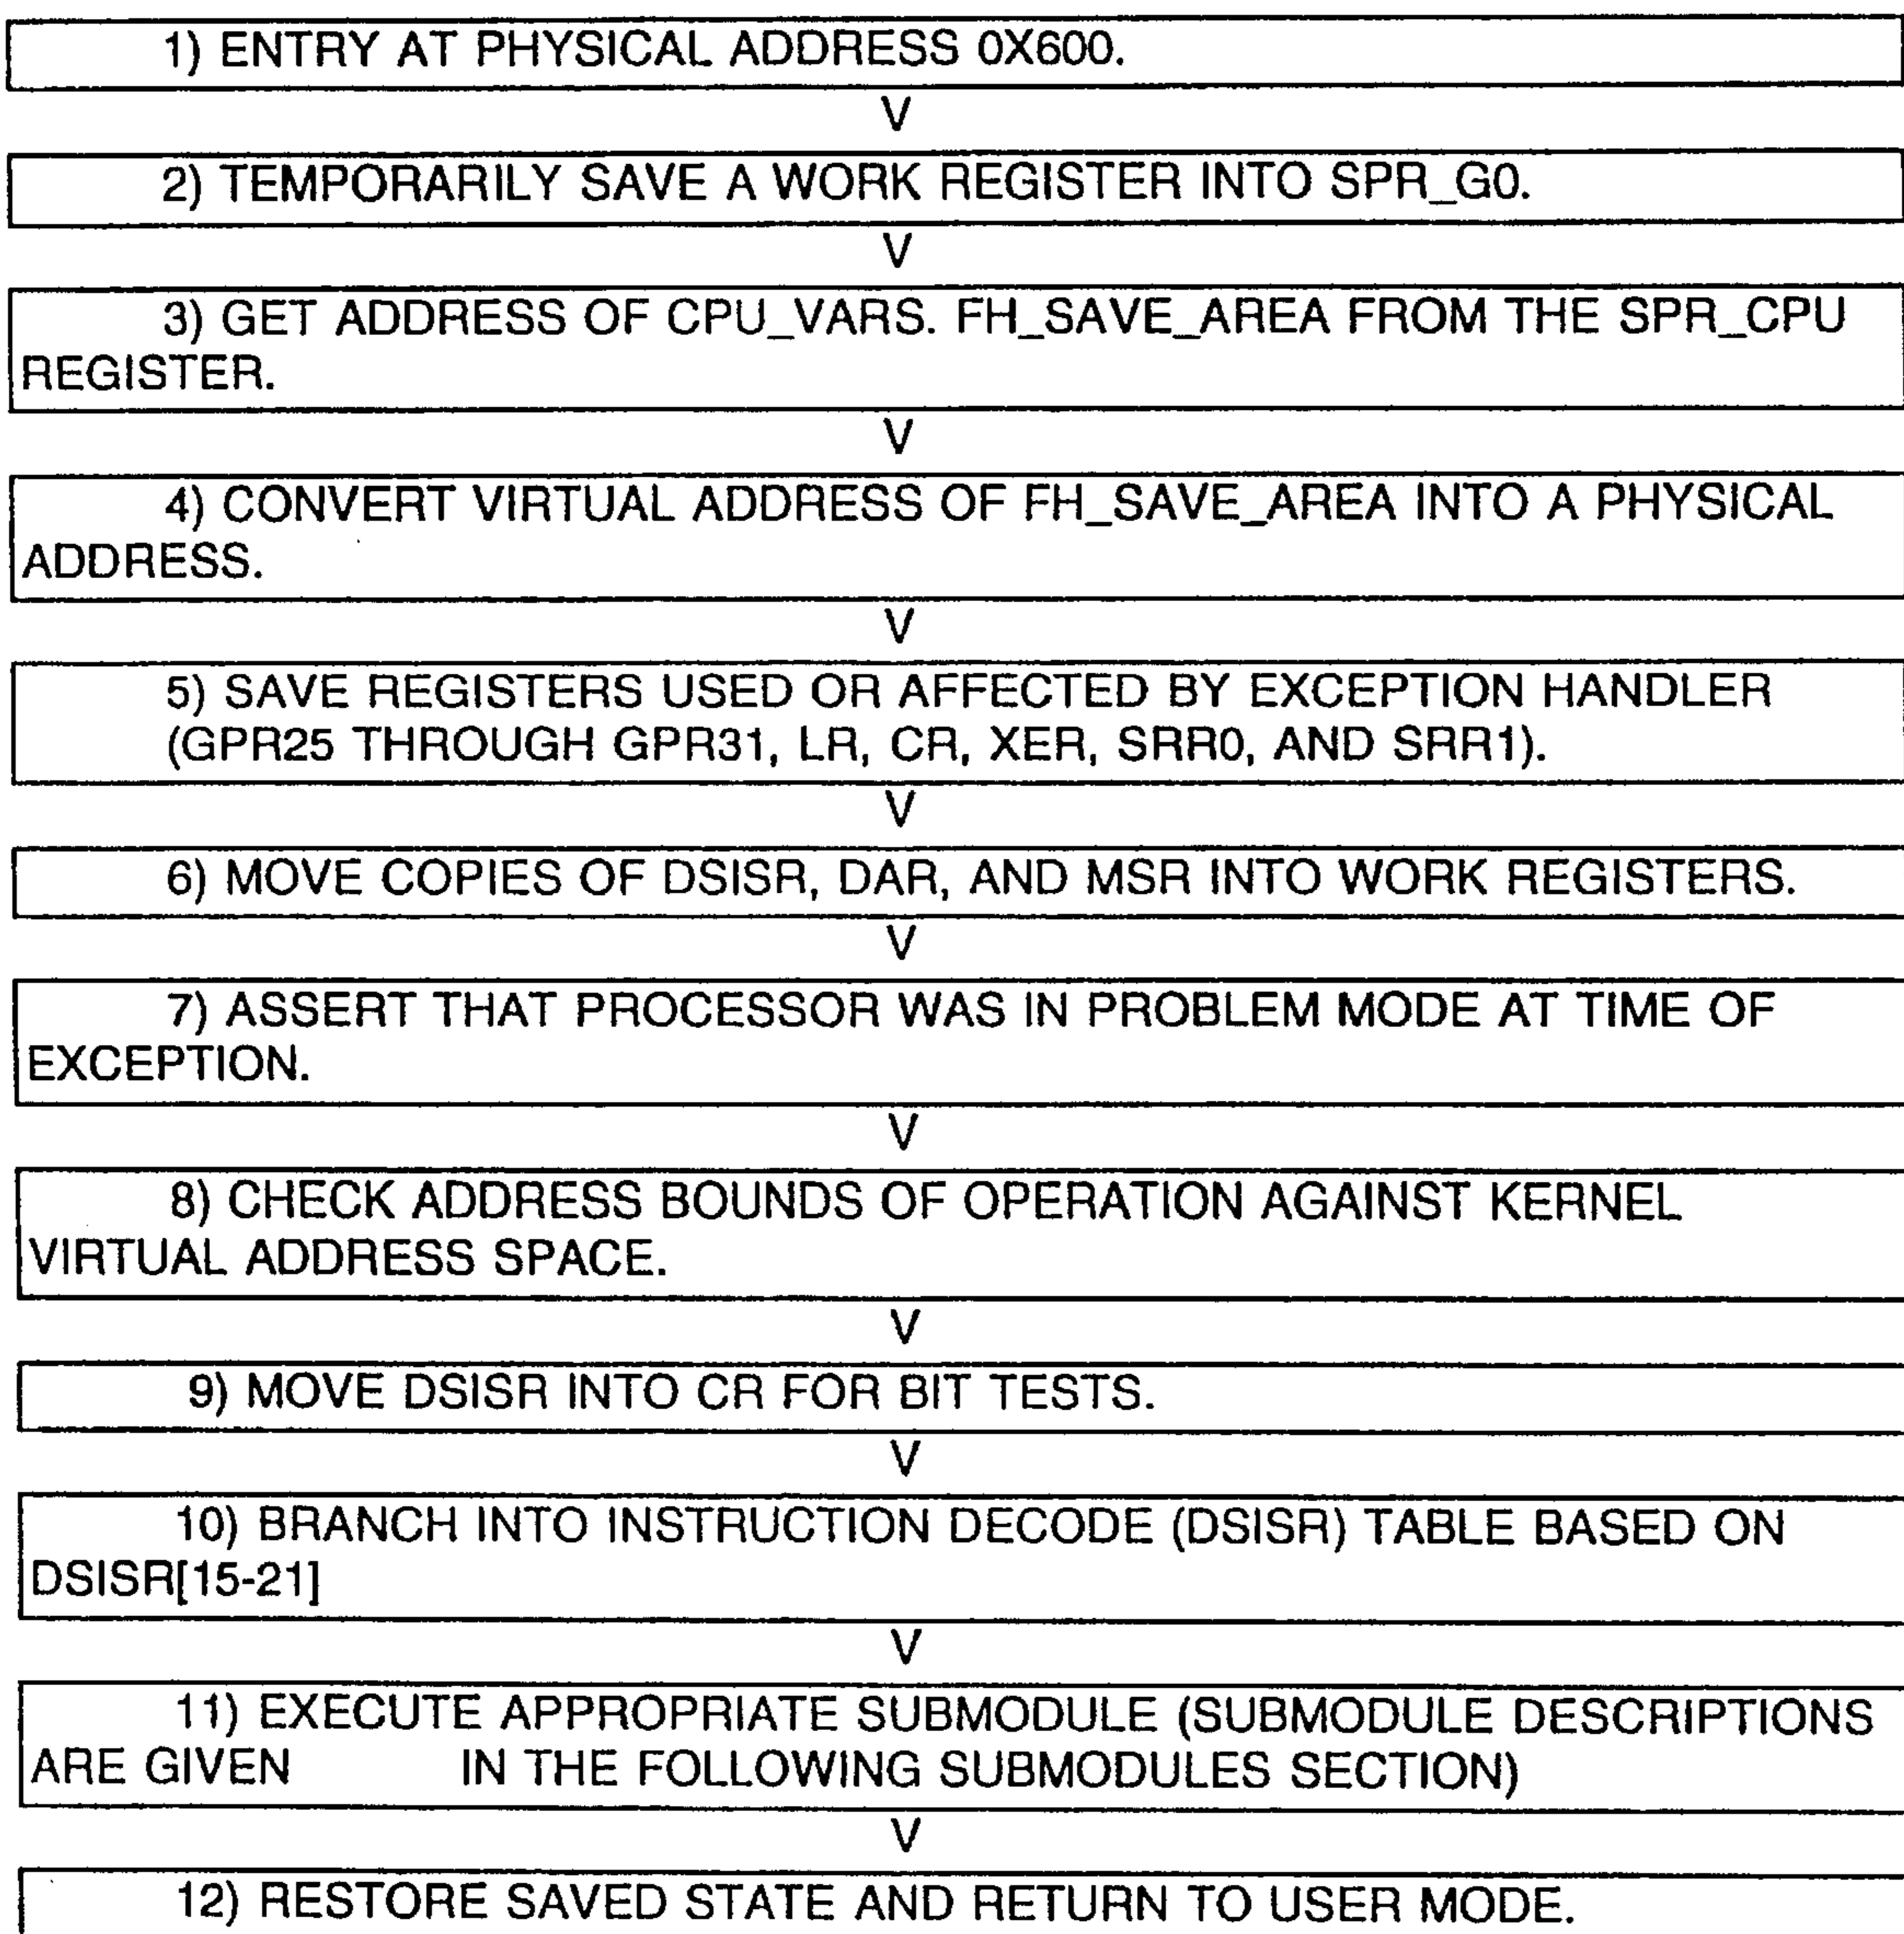 1) ENTRY AT PHYSICAL ADDRESS 0X600.
V
2) TEMPORARILY SAVE A WORK REGISTER INTO SPR_G0.
V
3) GET ADDRESS OF CPU_VARS. FH_SAVE_AREA FROM THE SPR_CPU
REGISTER.
V
4) CONVERT VIRTUAL ADDRESS OF FH_SAVE_AREA INTO A PHYSICAL
ADDRESS.
V
5) SAVE REGISTERS USED OR AFFECTED BY EXCEPTION HANDLER
(GPR25 THROUGH GPR31, LR, CR, XER, SRR0, AND SRR1).
V
6) MOVE COPIES OF DSISR, DAR, AND MSR INTO WORK REGISTERS.
V
7) ASSERT THAT PROCESSOR WAS IN PROBLEM MODE AT TIME OF
EXCEPTION.
V
8) CHECK ADDRESS BOUNDS OF OPERATION AGAINST KERNEL
VIRTUAL ADDRESS SPACE.
V
9) MOVE DSISR INTO CR FOR BIT TESTS.
V
10) BRANCH INTO INSTRUCTION DECODE (DSISR) TABLE BASED ON
DSISR[15-21]
V
11) EXECUTE APPROPRIATE SUBMODULE (SUBMODULE DESCRIPTIONS
ARE GIVEN IN THE FOLLOWING SUBMODULES SECTION)
V
12) RESTORE SAVED STATE AND RETURN TO USER MODE.